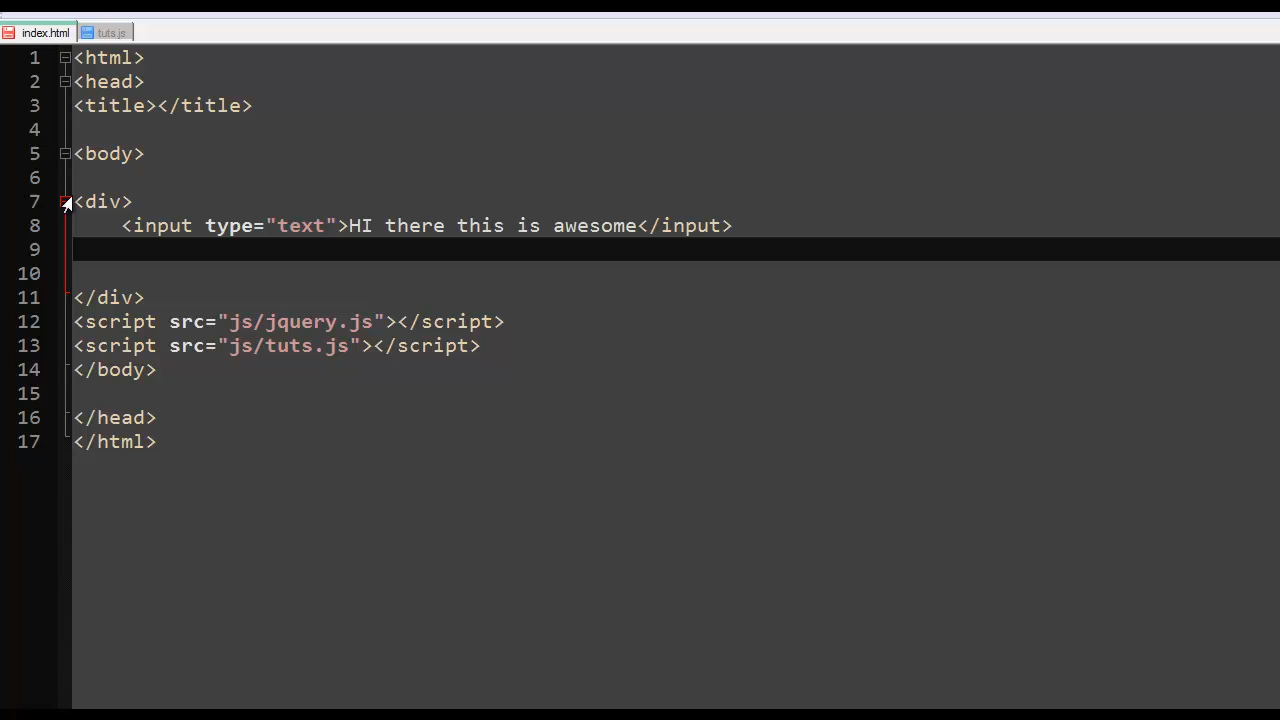 index.html tuts.js
1 <html>
2 <head>
3 <title></title>
4
5 <body>
6
7 <div>
8     <input type="text">HI there this is awesome</input>
9
10
11 </div>
12 <script src="js/jquery.js"></script>
13 <script src="js/tuts.js"></script>
14 </body>
15
16 </head>
17 </html>